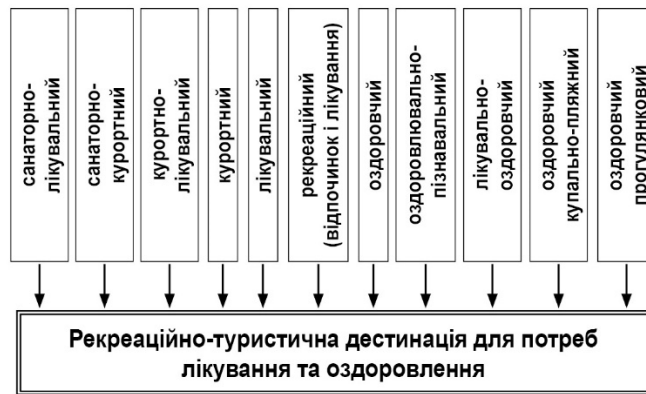 санаторно-
лікувальний
санаторно-
курортний
курортно-
лікувальний
курортний
лікувальний
рекреаційний
(відпочинок і лікування)
оздоровчий
оздоровлювально-
пізнавальний
лікувально-
оздоровчий
оздоровчий
купально-пляжний
оздоровчий
прогулянковий
Рекреаційно-туристична дестинація для потреб
лікування та оздоровлення